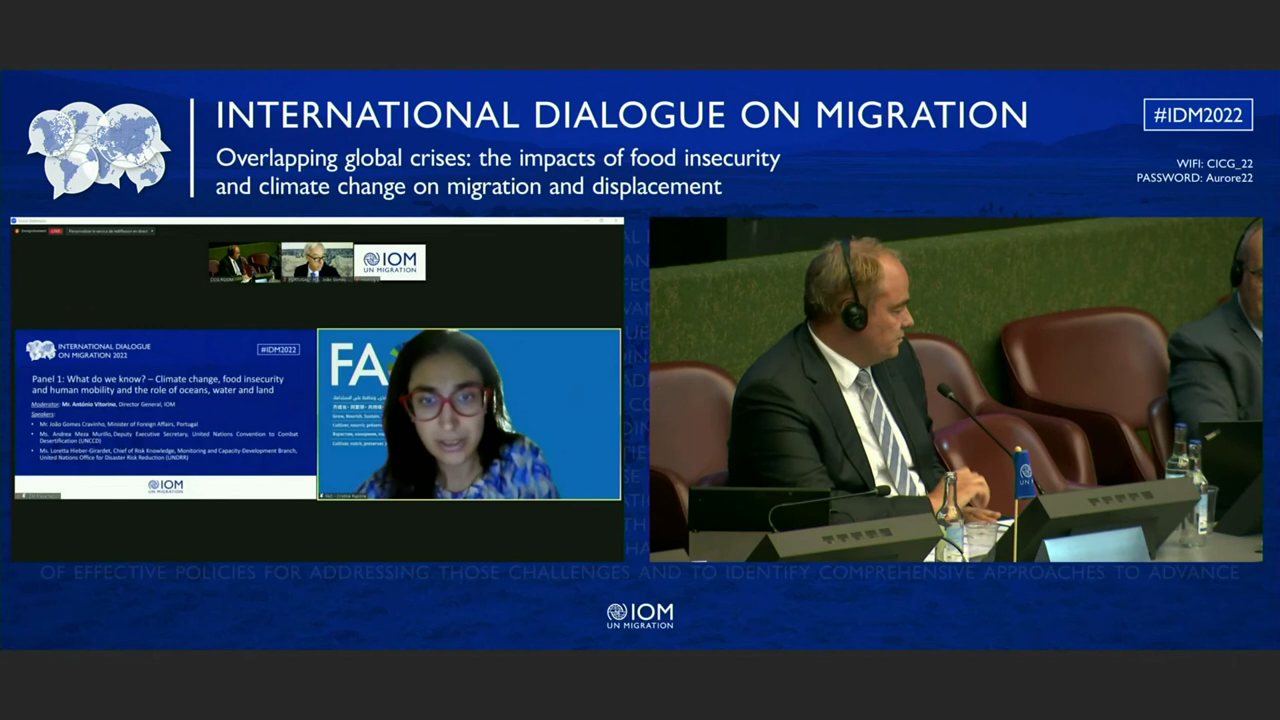 INTERNATIONAL DIALOGUE ON MIGRATION
Overlapping global crises: the impacts of food insecurity
and climate change on migration and displacement
#IDM2022
WIFI: CICG_22
PASSWORD: Aurore22
IOM
UN MIGRATION
INTERNATIONAL DIALOGUE
ON MIGRATION 2022
#IDM2022
Panel 1: What do we know? – Climate change, food insecurity
and human mobility and the role of oceans, water and land
Moderator: Mr. António Vitorino, Director General, IOM
Speakers:
• Mr. João Gomes Cravinho, Minister of Foreign Affairs, Portugal
• Ms. Andrea Meza Murillo, Deputy Executive Secretary, United Nations Convention to Combat
Desertification (UNCCD)
• Ms. Loretta Hieber-Girardet, Chief of Risk Knowledge, Monitoring and Capacity-Development Branch,
United Nations Office for Disaster Risk Reduction (UNDRR)
IOM
UN MIGRATION
FA
OF EFFECTIVE POLICIES FOR ADDRESSING THOSE CHALLENGES AND TO IDENTIFY COMPREHENSIVE APPROACHES TO ADVANCE
IOM
UN MIGRATION